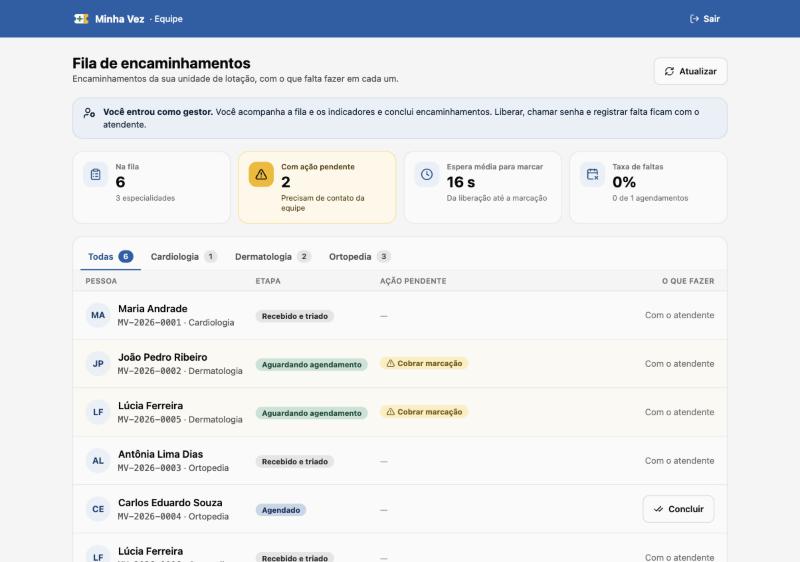 Minha Vez · Equipe
Sair
Fila de encaminhamentos
Encaminhamentos da sua unidade de lotação, com o que falta fazer em cada um.
Atualizar
Você entrou como gestor. Você acompanha a fila e os indicadores e conclui encaminhamentos. Liberar, chamar senha e registrar falta ficam com o
atendente.
Na fila
6
3 especialidades
Com ação pendente
2
Precisam de contato da
equipe
Espera média para marcar
16 s
Da liberação até a marcação
Taxa de faltas
0%
0 de 1 agendamentos
Todas 6 Cardiologia 1 Dermatologia 2 Ortopedia 3
PESSOA ETAPA AÇÃO PENDENTE O QUE FAZER
MA Maria Andrade
MV-2026-0001 · Cardiologia
Recebido e triado — Com o atendente
JP João Pedro Ribeiro
MV-2026-0002 · Dermatologia
Aguardando agendamento Cobrar marcação Com o atendente
LF Lúcia Ferreira
MV-2026-0005 · Dermatologia
Aguardando agendamento Cobrar marcação Com o atendente
AL Antônia Lima Dias
MV-2026-0003 · Ortopedia
Recebido e triado — Com o atendente
CE Carlos Eduardo Souza
MV-2026-0004 · Ortopedia
Agendado — Concluir
LF Lúcia Ferreira
Recebido e triado — Com o atendente